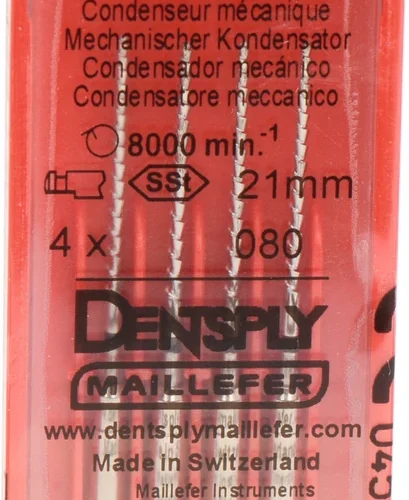 Condenseur mécanique
Mechanischer Kondensator
Condensador mecánico
Condensatore meccanico
8000 min.-1
SSt 21mm
4 x 080
DENTSPLY
MAILLEFER
www.dentsplymaillefer.com
Made in Switzerland
Maillefer Instruments